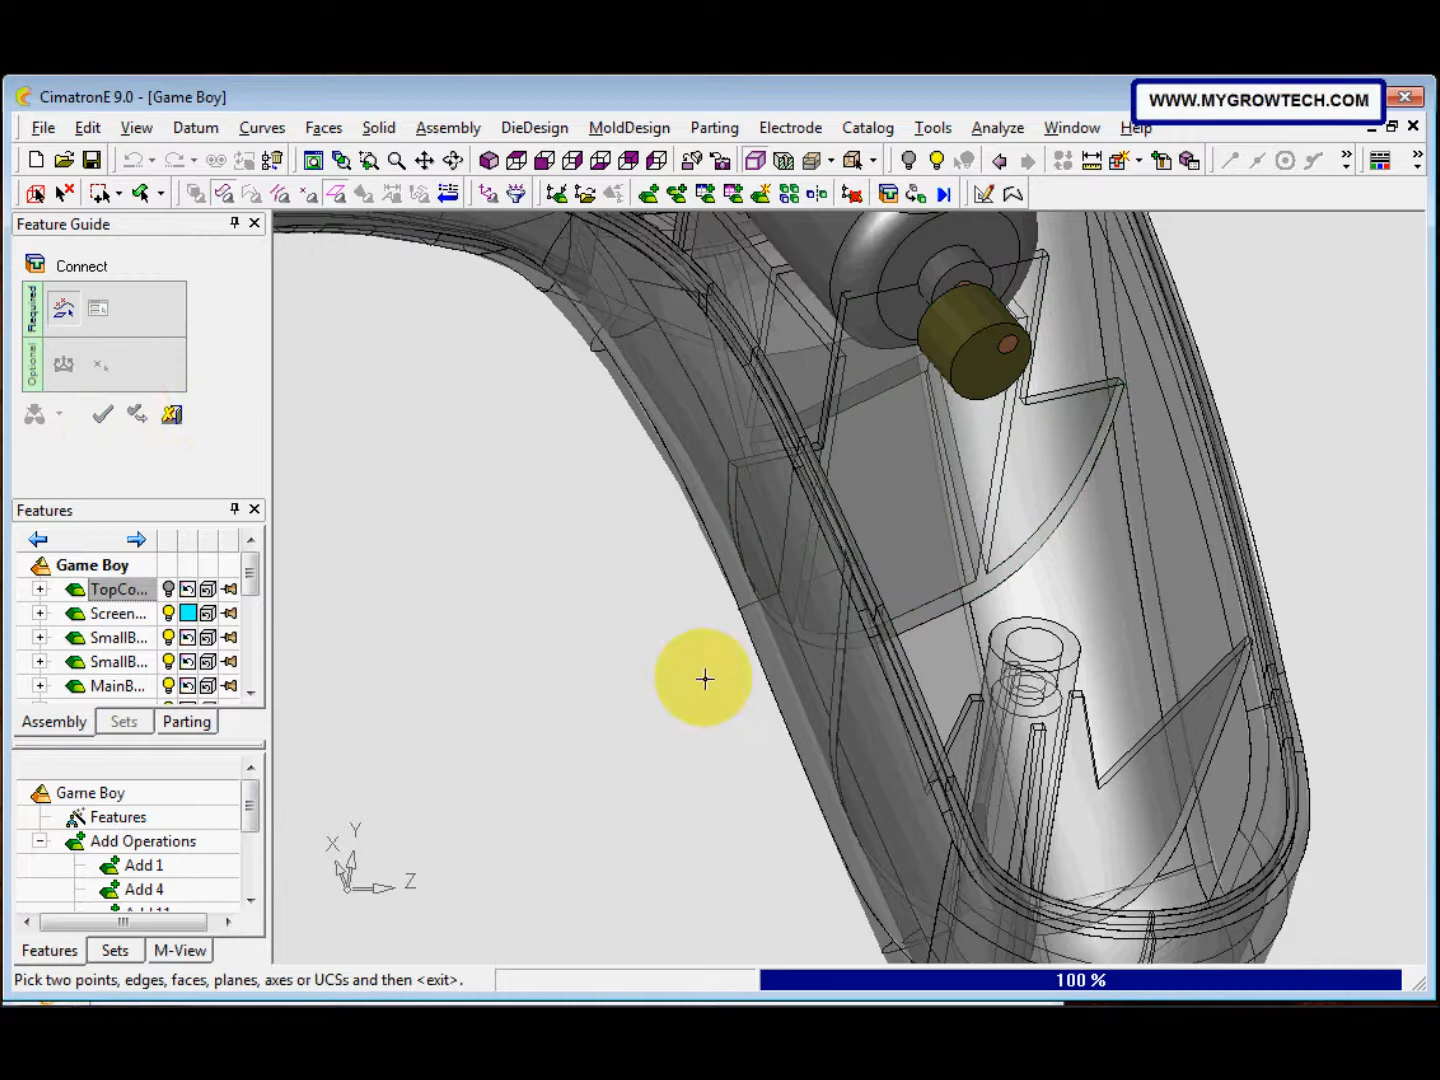 CimatronE 9.0 - [Game Boy]
WWW.MYGROWTECH.COM
File Edit View Datum Curves Faces Solid Assembly DieDesign MoldDesign Parting Electrode Catalog Tools Analyze Window Help
Feature Guide
Connect
Required
Optional
Features
Game Boy
TopCo...
Screen...
SmallB...
SmallB...
MainB...
Assembly Sets Parting
Game Boy
Features
Add Operations
Add 1
Add 4
Features Sets M-View
X Y
Z
Pick two points, edges, faces, planes, axes or UCSs and then <exit>.
100 %